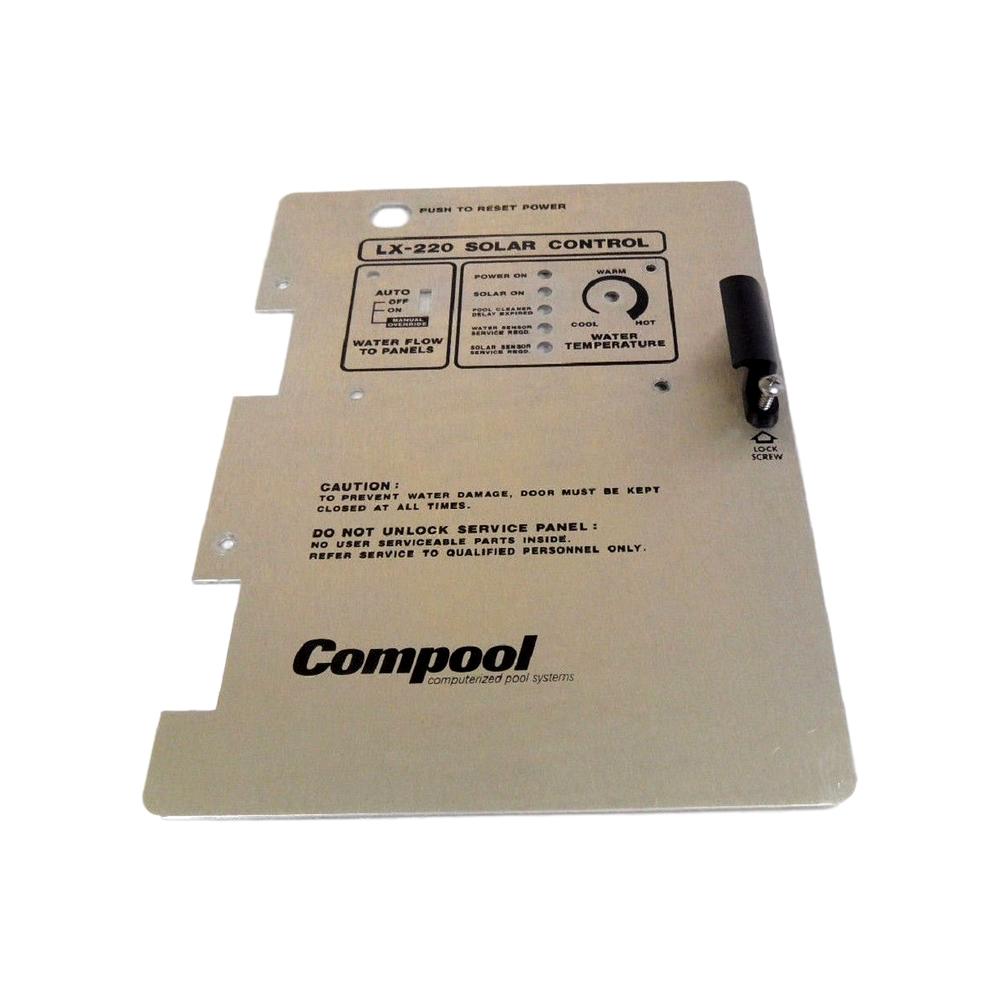 PUSH TO RESET POWER
LX-220 SOLAR CONTROL
AUTO
OFF
ON
MANUAL
OVERRIDE
WATER FLOW
TO PANELS
POWER ON
SOLAR ON
POOL CLEANER
DELAY EXPIRED
WATER SENSOR
SERVICE REQD.
SOLAR SENSOR
SERVICE REQD.
WARM
COOL
HOT
WATER
TEMPERATURE
LOCK
SCREW
CAUTION:
TO PREVENT WATER DAMAGE, DOOR MUST BE KEPT
CLOSED AT ALL TIMES.
DO NOT UNLOCK SERVICE PANEL:
NO USER SERVICEABLE PARTS INSIDE.
REFER SERVICE TO QUALIFIED PERSONNEL ONLY.
Compool
computerized pool systems